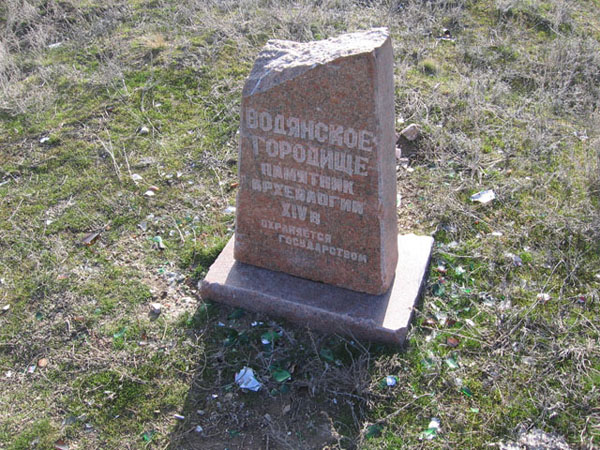 ВОДЯНСКОЕ
ГОРОДИЩЕ
ПАМЯТНИК
АРХЕОЛОГИИ
XIV В
ОХРАНЯЕТСЯ
ГОСУДАРСТВОМ